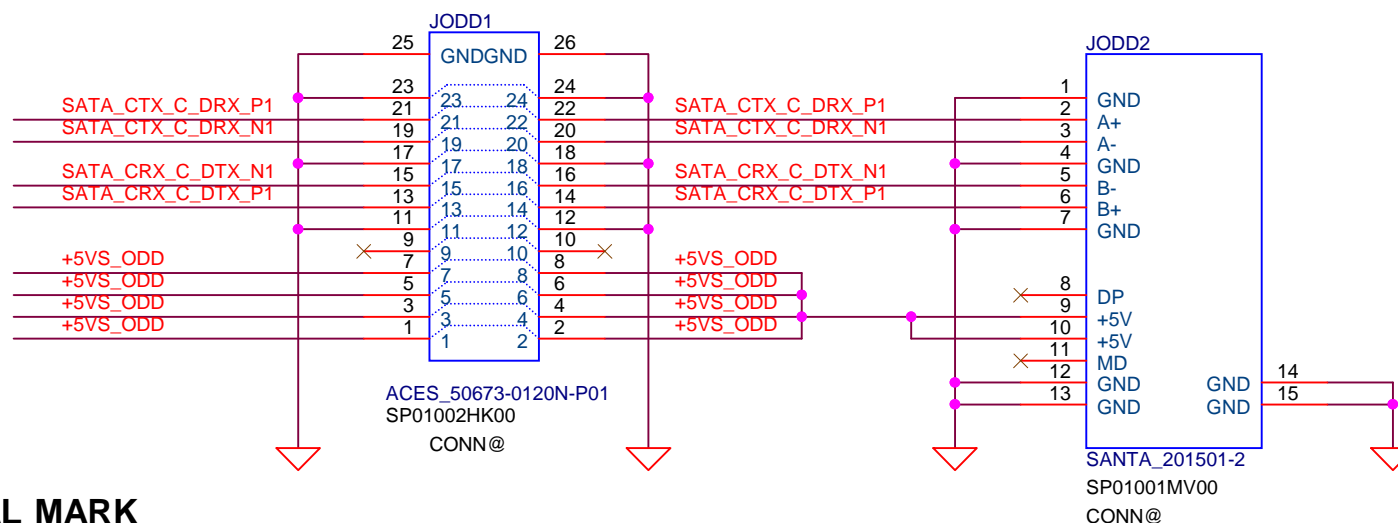 JODD1
25 GNDGND 26
23 23 24 24
SATA_CTX_C_DRX_P1 21 21 22 22 SATA_CTX_C_DRX_P1
SATA_CTX_C_DRX_N1 19 19 20 20 SATA_CTX_C_DRX_N1
17 17 18 18
SATA_CRX_C_DTX_N1 15 15 16 16 SATA_CRX_C_DTX_N1
SATA_CRX_C_DTX_P1 13 13 14 14 SATA_CRX_C_DTX_P1
11 11 12 12
9 9 10 10
+5VS_ODD 7 7 8 8 +5VS_ODD
+5VS_ODD 5 5 6 6 +5VS_ODD
+5VS_ODD 3 3 4 4 +5VS_ODD
+5VS_ODD 1 1 2 2 +5VS_ODD
ACES_50673-0120N-P01
SP01002HK00
CONN@
JODD2
1 GND
2 A+
3 A-
4 GND
5 B-
6 B+
7 GND
8 DP
9 +5V
10 +5V
11 MD
12 GND GND 14
13 GND GND 15
SANTA_201501-2
SP01001MV00
CONN@
AL MARK